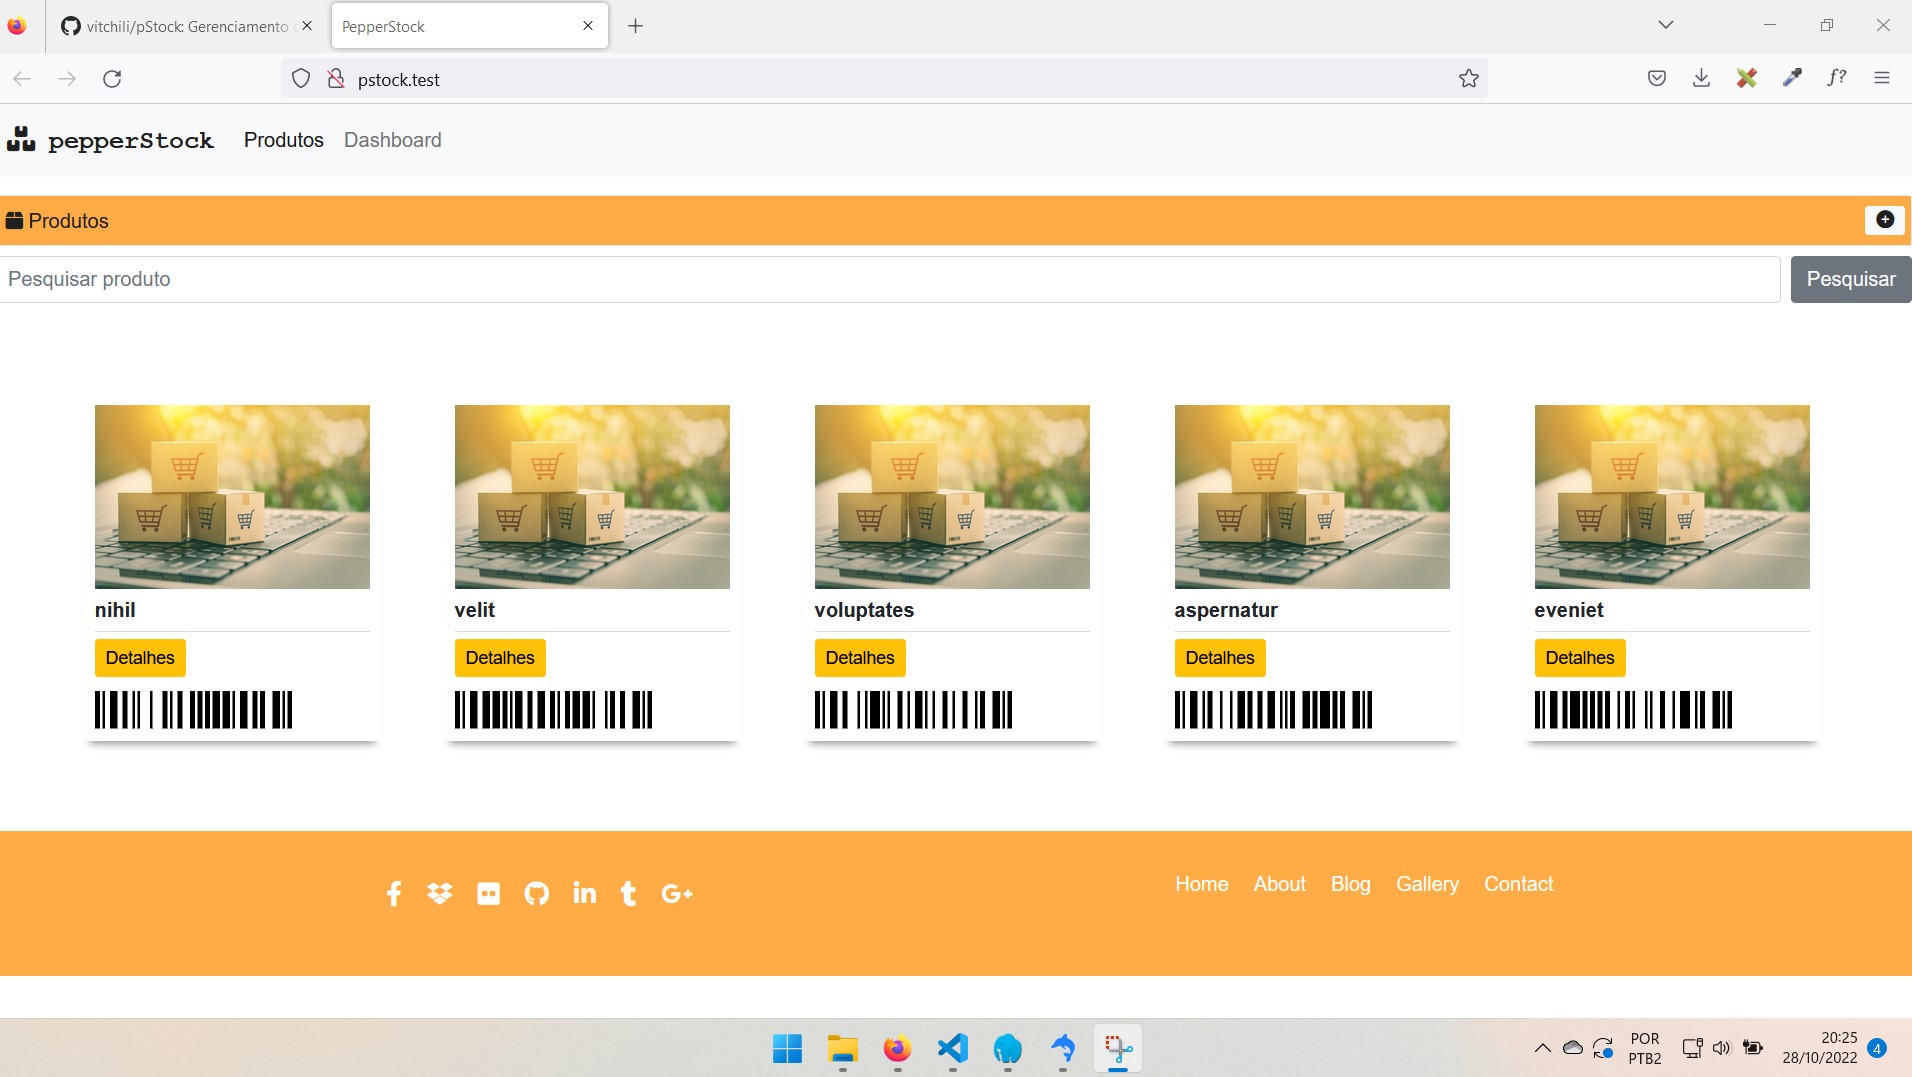 vitchili/pStock: Gerenciamento
PepperStock
pstock.test
f?
pepperStock
Produtos
Dashboard
Produtos
Pesquisar produto
Pesquisar
nihil
velit
voluptates
aspernatur
eveniet
Detalhes
Detalhes
Detalhes
Detalhes
Detalhes
Home
About
Blog
Gallery
Contact
POR
PTB2
20:25
28/10/2022
4